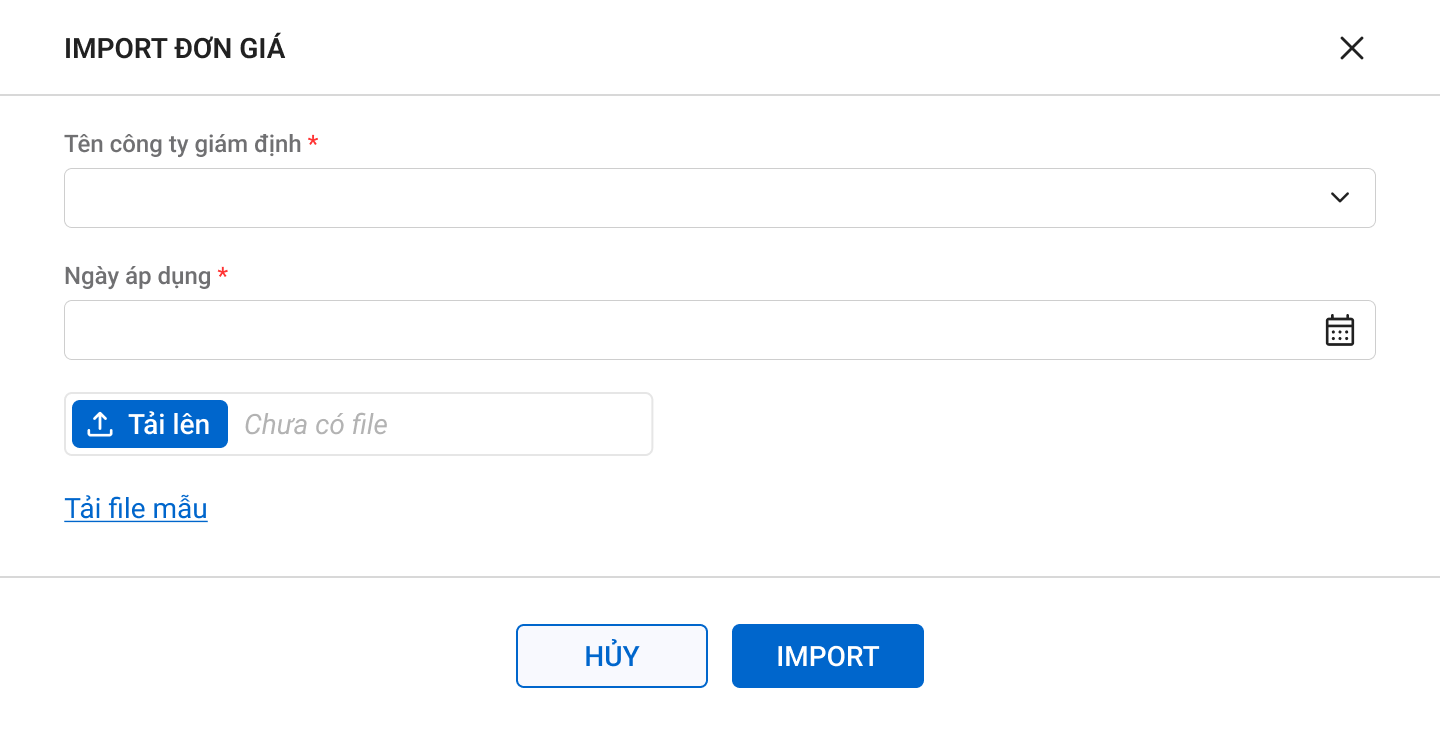 IMPORT ĐƠN GIÁ
Tên công ty giám định *
Ngày áp dụng *
Tải lên Chưa có file
Tải file mẫu
HỦY IMPORT